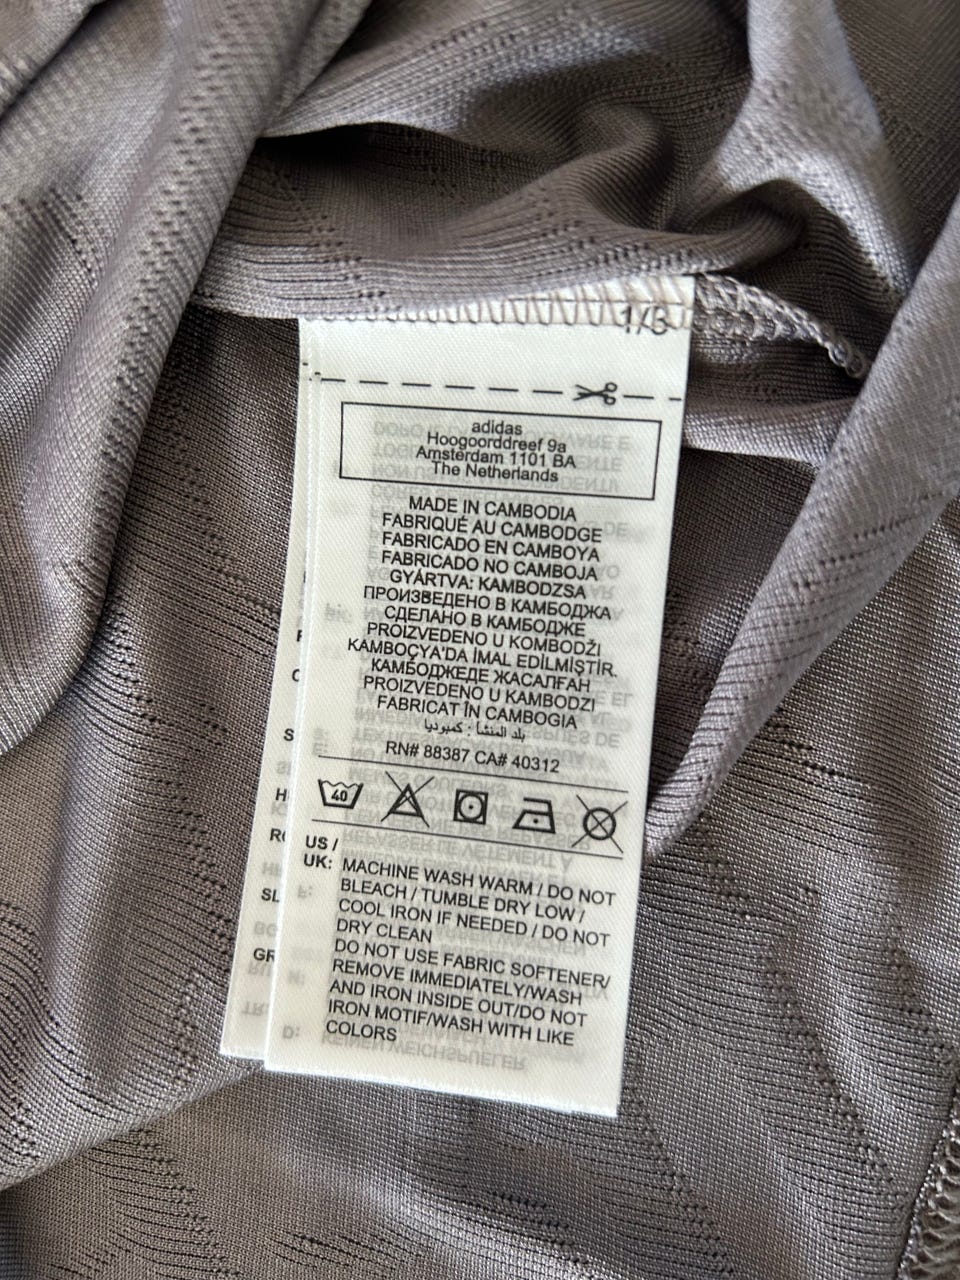 1/3
adidas
Hoogoorddreef 9a
Amsterdam 1101 BA
The Netherlands
MADE IN CAMBODIA
FABRIQUÉ AU CAMBODGE
FABRICADO EN CAMBOYA
FABRICADO NO CAMBOJA
GYÁRTVA: KAMBODZSA
ПРОИЗВЕДЕНО В КАМБОДЖА
СДЕЛАНО В КАМБОДЖЕ
PROIZVEDENO U KOMBODŽI
KAMBOÇYA'DA İMAL EDİLMİŞTİR.
КАМБОДЖЕДЕ ЖАСАЛҒАН
PROIZVEDENO U KAMBODZI
FABRICAT ÎN CAMBOGIA
بلد المنشأ : كمبوديا
RN# 88387 CA# 40312
40
US /
UK: MACHINE WASH WARM / DO NOT
BLEACH / TUMBLE DRY LOW /
COOL IRON IF NEEDED / DO NOT
DRY CLEAN
DO NOT USE FABRIC SOFTENER/
REMOVE IMMEDIATELY/WASH
AND IRON INSIDE OUT/DO NOT
IRON MOTIF/WASH WITH LIKE
COLORS
SL
GR